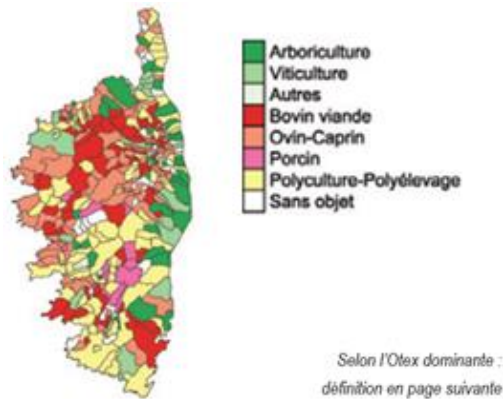 Arboriculture
Viticulture
Autres
Bovin viande
Ovin-Caprin
Porcin
Polyculture-Polyélevage
Sans objet
Selon l'Otex dominante :
définition en page suivante